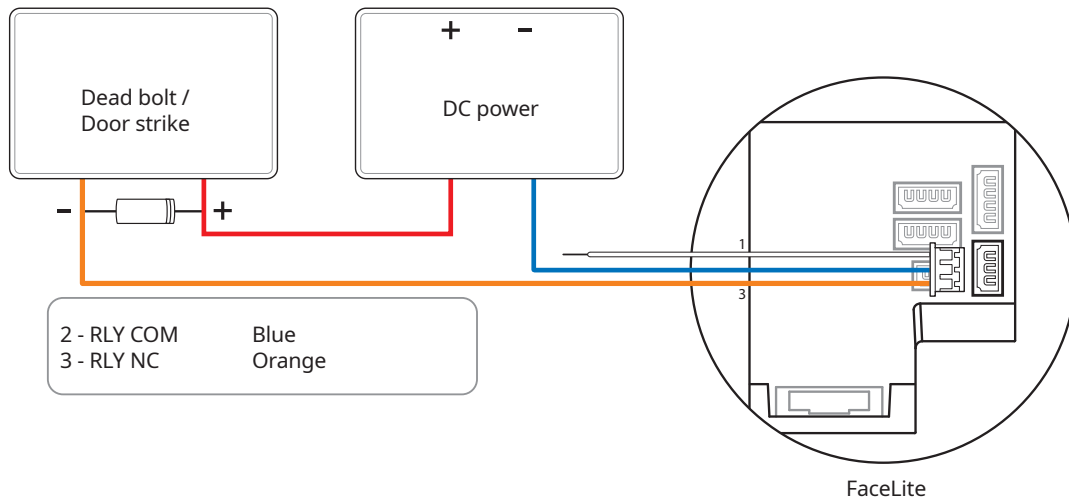 + -
Dead bolt /
Door strike
DC power
- +
1
3
2 - RLY COM Blue
3 - RLY NC Orange
FaceLite